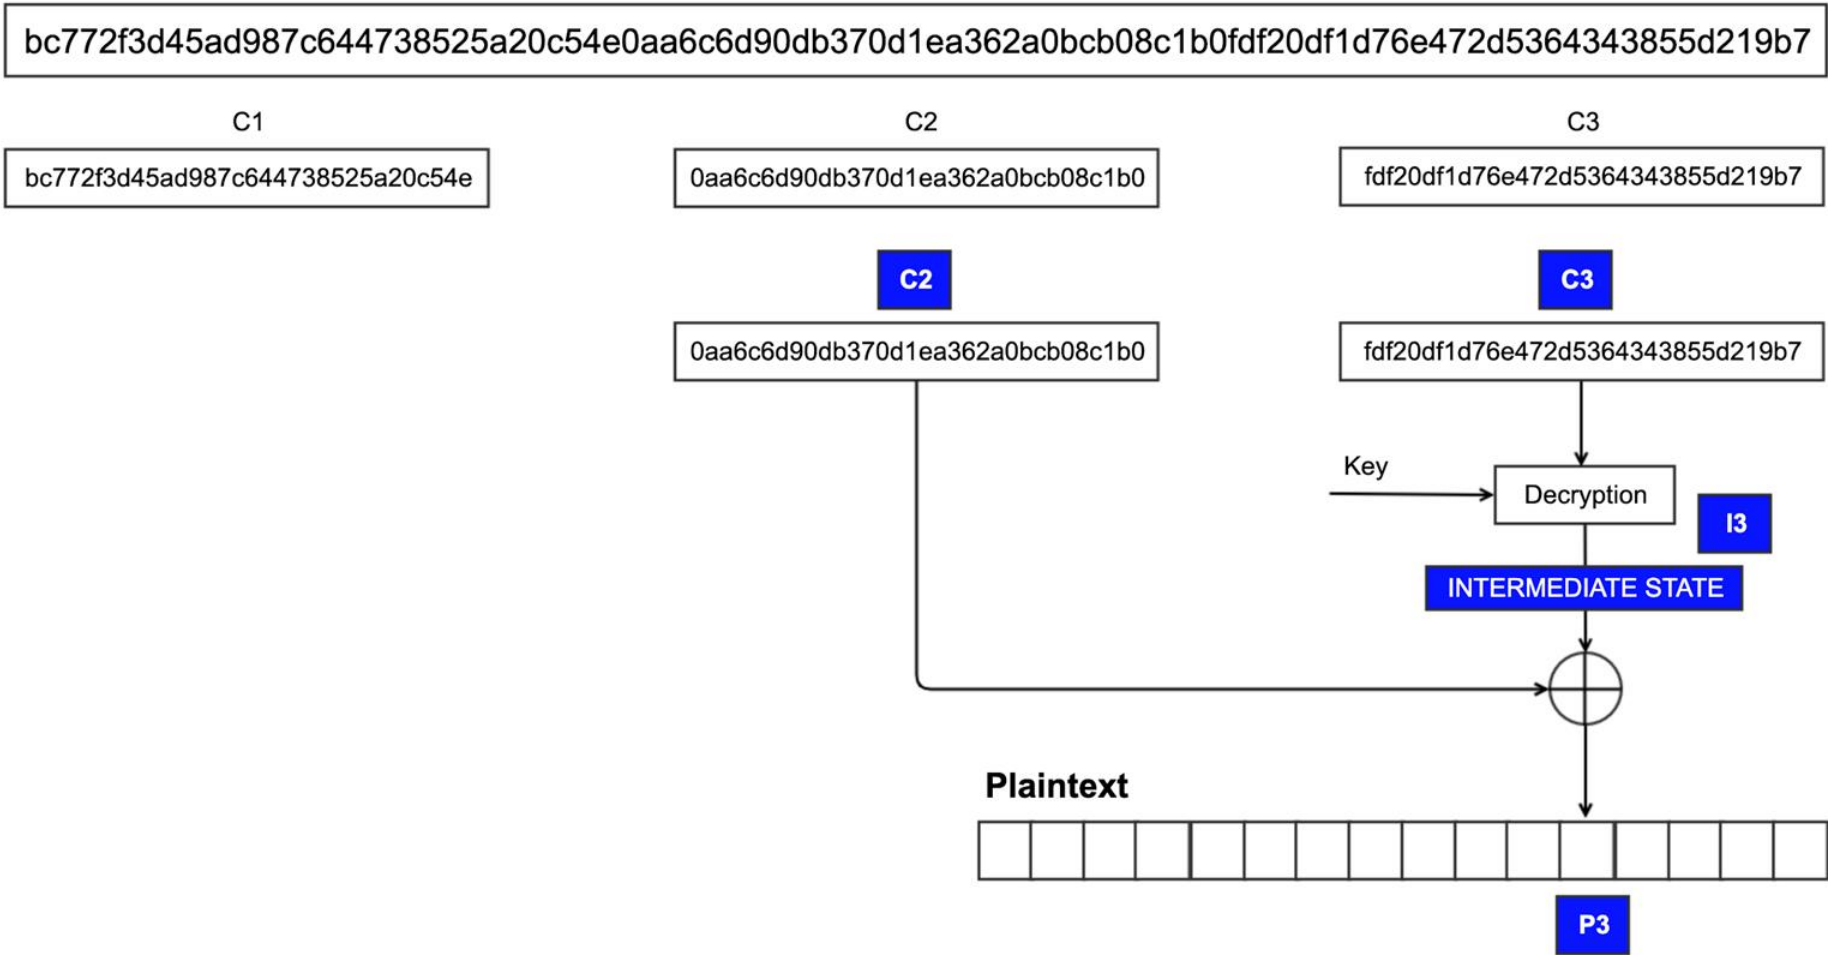 bc772f3d45ad987c644738525a20c54e0aa6c6d90db370d1ea362a0bcb08c1b0fdf20df1d76e472d5364343855d219b7
C1
C2
C3
bc772f3d45ad987c644738525a20c54e
0aa6c6d90db370d1ea362a0bcb08c1b0
fdf20df1d76e472d5364343855d219b7
C2
C3
0aa6c6d90db370d1ea362a0bcb08c1b0
fdf20df1d76e472d5364343855d219b7
Key
Decryption
I3
INTERMEDIATE STATE
Plaintext
P3